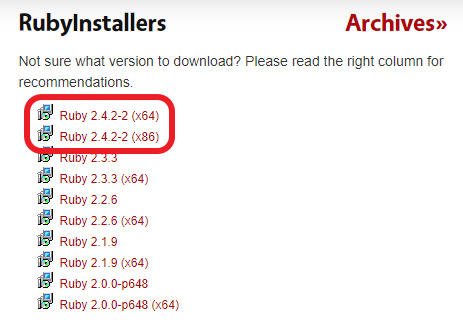 RubyInstallers
Archives»
Not sure what version to download? Please read the right column for
recommendations.
Ruby 2.4.2-2 (x64)
Ruby 2.4.2-2 (x86)
Ruby 2.3.3
Ruby 2.3.3 (x64)
Ruby 2.2.6
Ruby 2.2.6 (x64)
Ruby 2.1.9
Ruby 2.1.9 (x64)
Ruby 2.0.0-p648
Ruby 2.0.0-p648 (x64)